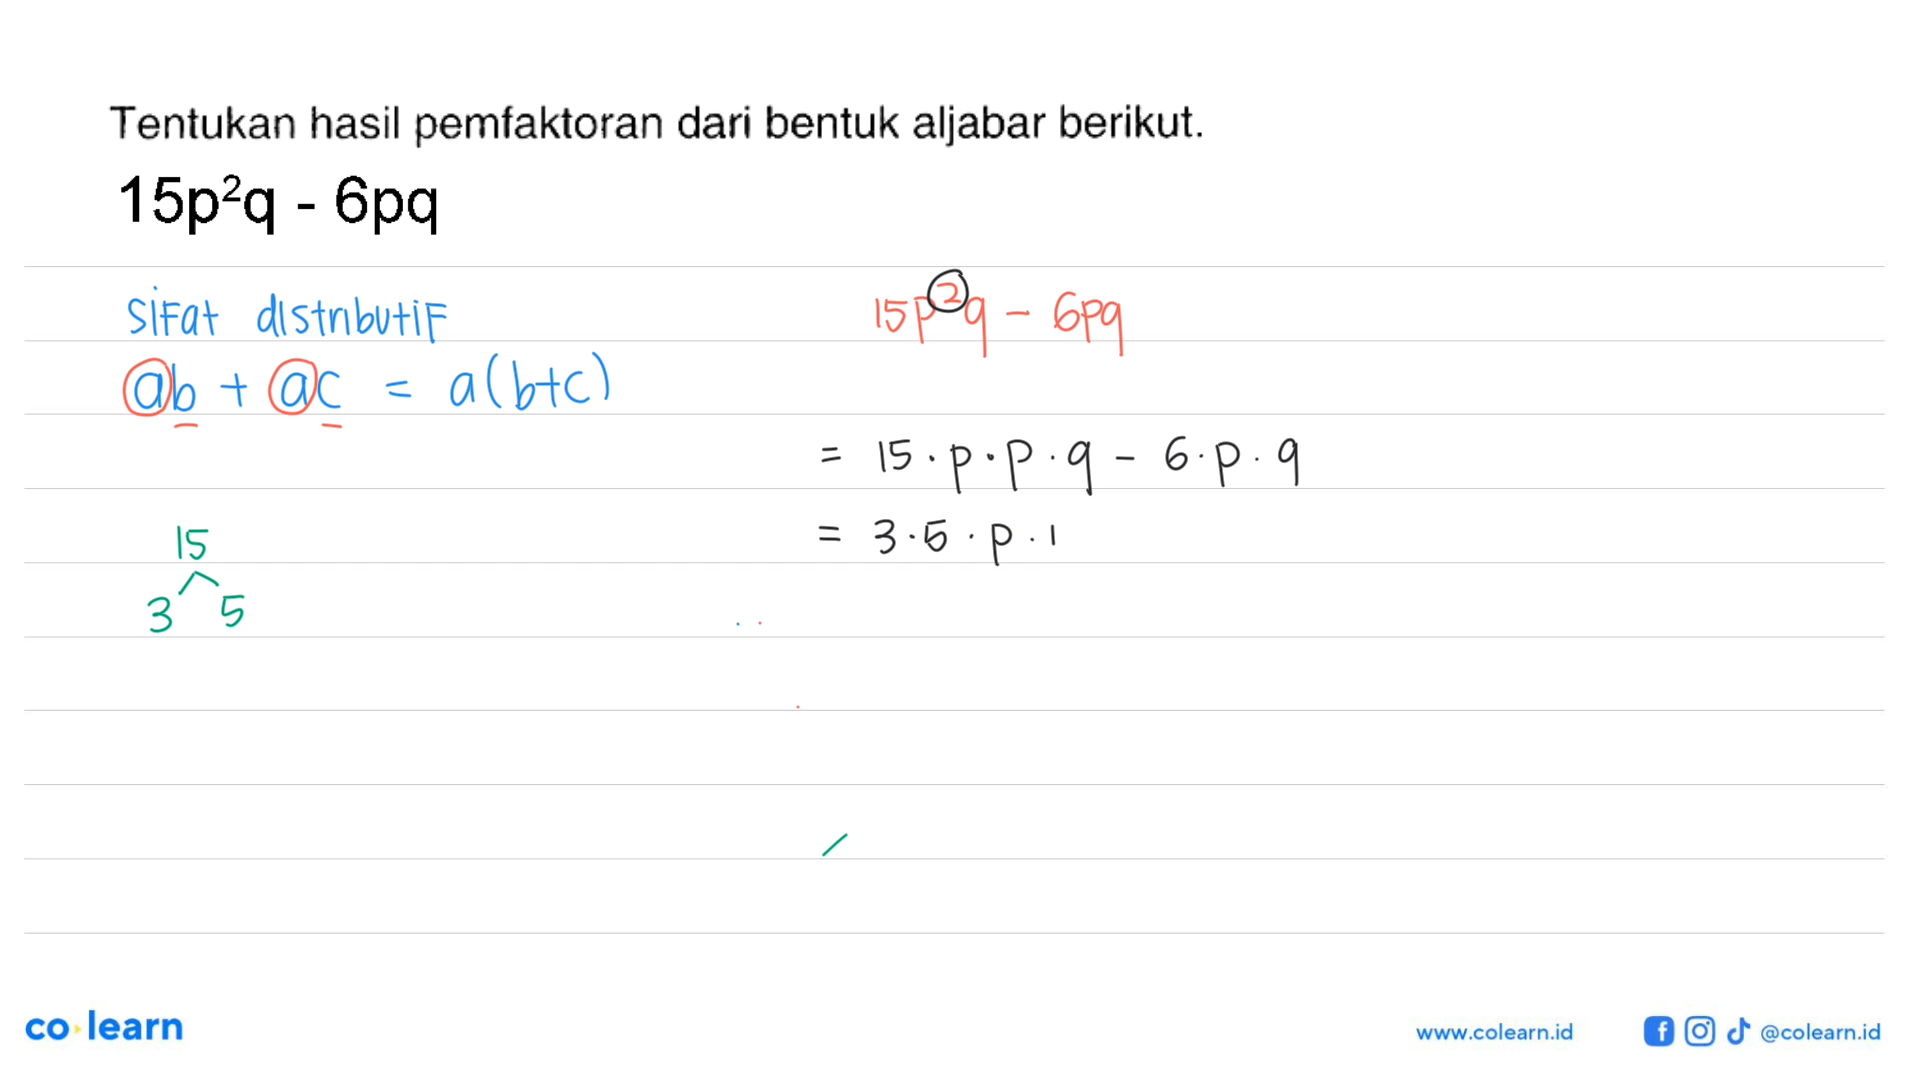 Tentukan hasil pemfaktoran dari bentuk aljabar berikut.
15p²q - 6pq
sifat distributif
ab + ac = a(b+c)
15
3 5
15p²q - 6pq
= 15 · p · p · q - 6 · p · q
= 3 · 5 · p ·
co learn
www.colearn.id
@colearn.id